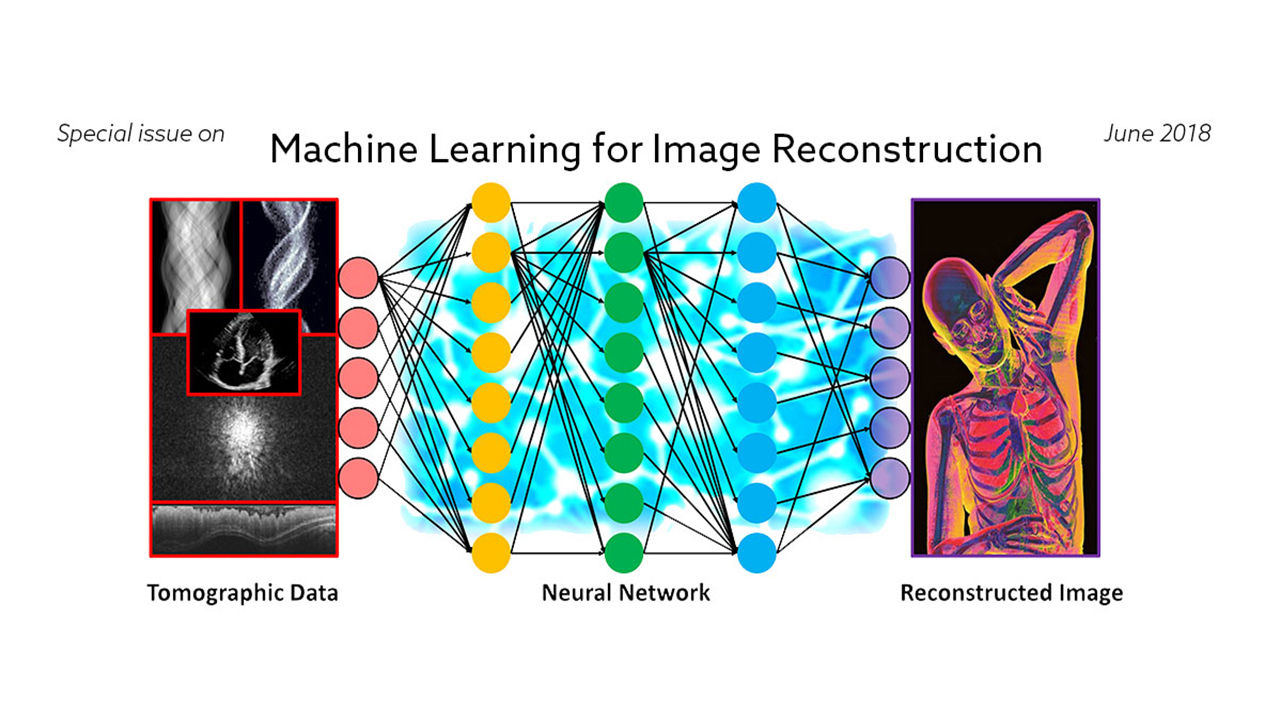 Special issue on
Machine Learning for Image Reconstruction
June 2018
Tomographic Data
Neural Network
Reconstructed Image